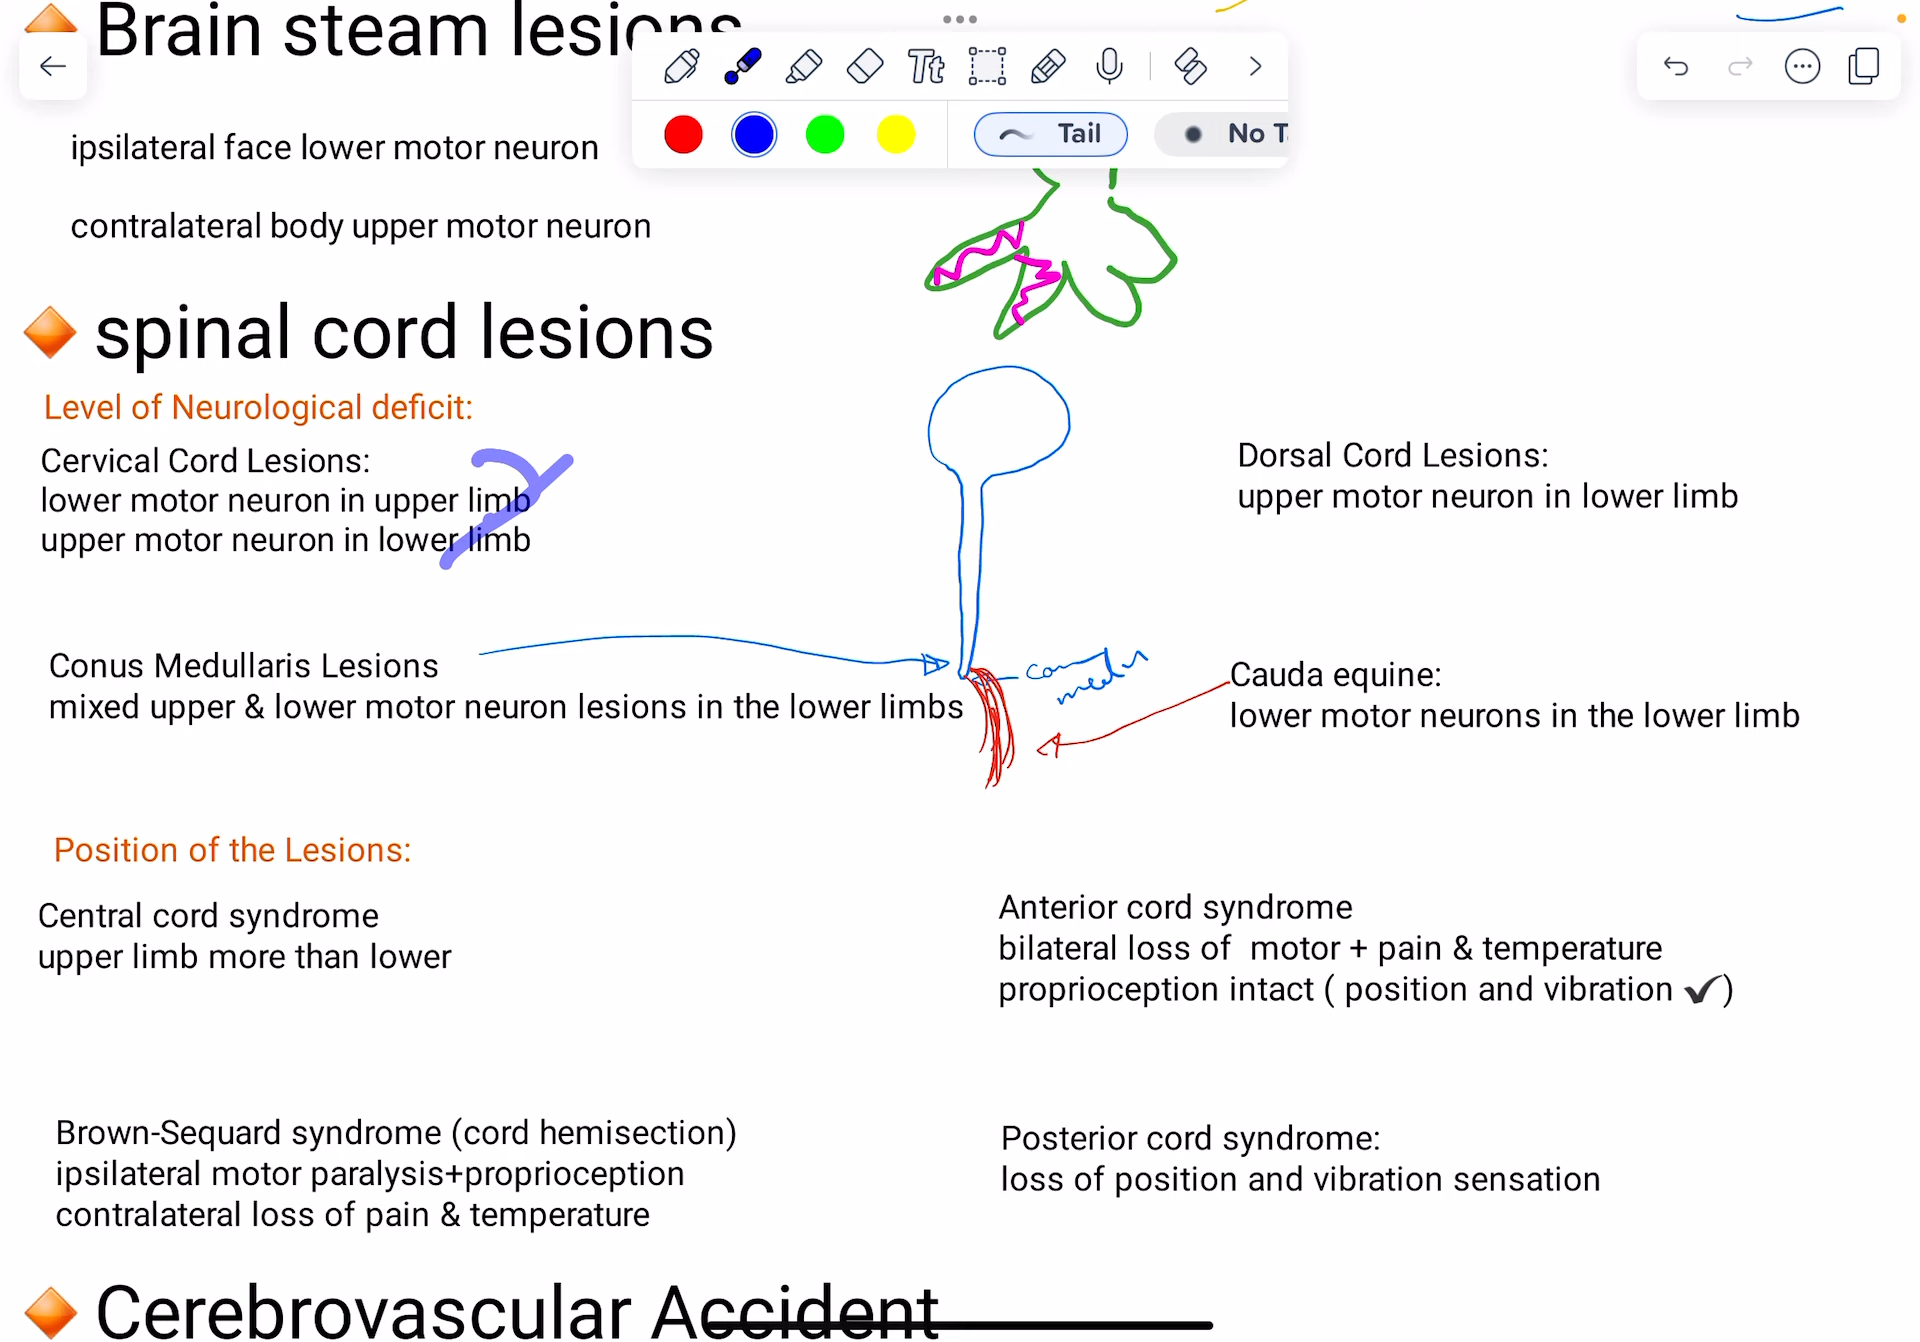 Brain steam lesions
Tail
No T
ipsilateral face lower motor neuron
contralateral body upper motor neuron
spinal cord lesions
Level of Neurological deficit:
Cervical Cord Lesions:
lower motor neuron in upper limb
upper motor neuron in lower limb
Dorsal Cord Lesions:
upper motor neuron in lower limb
Conus Medullaris Lesions
mixed upper & lower motor neuron lesions in the lower limbs
Cauda equine:
lower motor neurons in the lower limb
Position of the Lesions:
Central cord syndrome
upper limb more than lower
Anterior cord syndrome
bilateral loss of motor + pain & temperature
proprioception intact ( position and vibration ✔)
Brown-Sequard syndrome (cord hemisection)
ipsilateral motor paralysis+proprioception
contralateral loss of pain & temperature
Posterior cord syndrome:
loss of position and vibration sensation
Cerebrovascular Accident